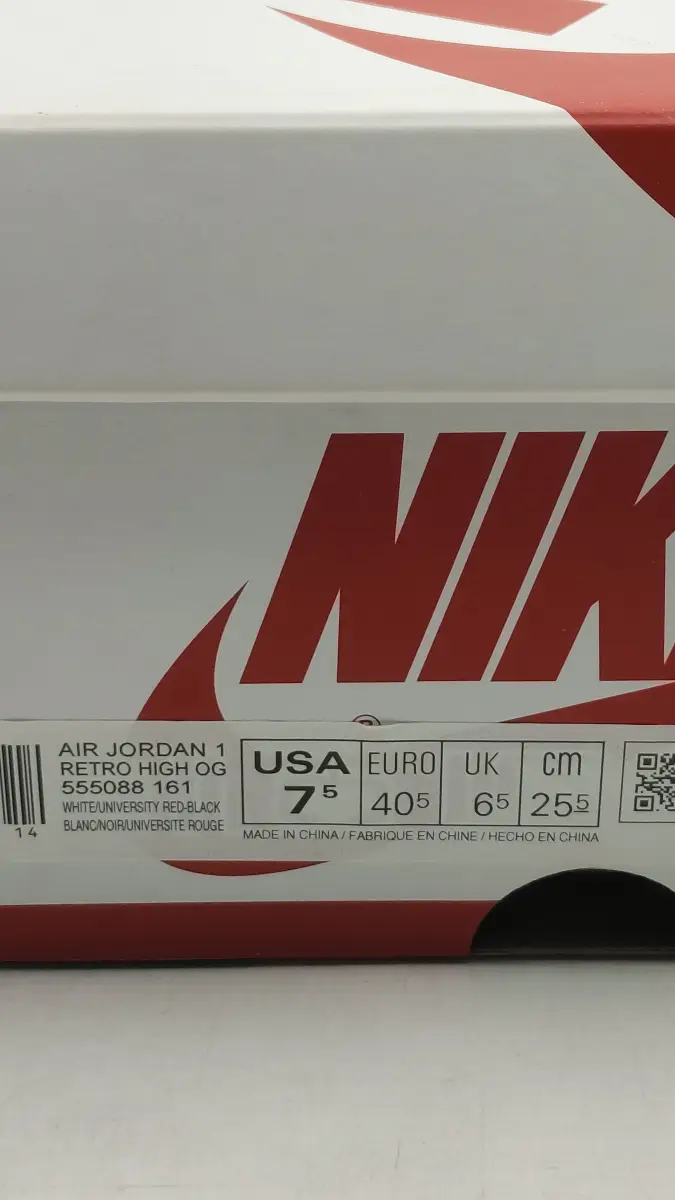 NIK
®
AIR JORDAN 1
RETRO HIGH OG
555088 161
WHITE/UNIVERSITY RED-BLACK
BLANC/NOIR/UNIVERSITE ROUGE
14
USA EURO UK cm
7⁵ 40⁵ 6⁵ 25⁵
MADE IN CHINA / FABRIQUE EN CHINE / HECHO EN CHINA